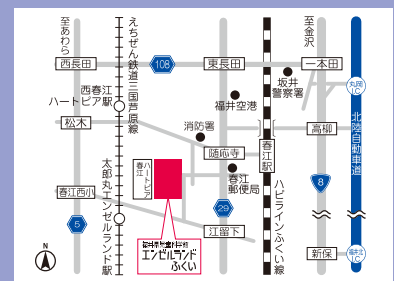 至あわら
えちぜん鉄道三国芦原線
至金沢
西長田
108
東長田
一本田
丸岡I.C
坂井
警察署
西春江
ハートピア駅
福井空港
松木
消防署
高柳
北陸自動車道
随応寺
春江駅
ハートピア
春江
春江
郵便局
8
春江西小
太郎丸エンゼルランド駅
29
ハピラインふくい線
5
江留下
福井県児童科学館
エンゼルランド
ふくい
新保
福井北I.C
N